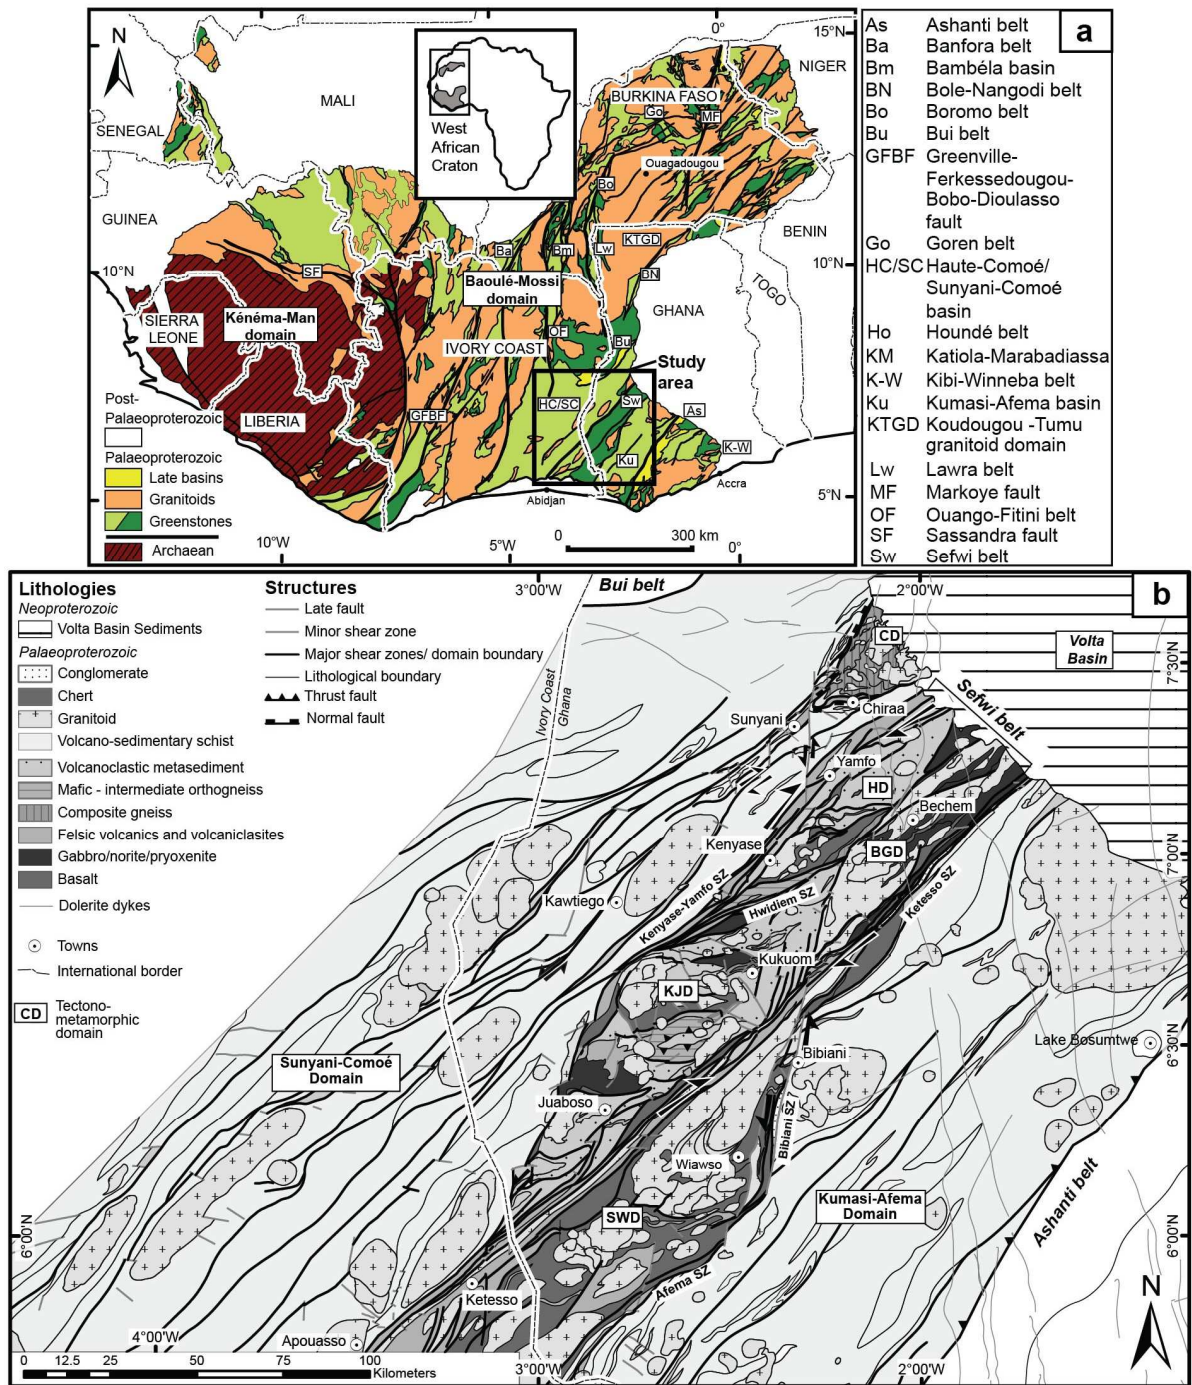 a
N
0°
15°N
NIGER
MALI
BURKINA FASO
Go
MF
SENEGAL
West
African
Craton
Ouagadougou
Bo
GUINEA
BENIN
KTGD
Ba
Bm
Lw
10°N
SF
10°N
BN
Baoulé-Mossi
domain
TOGO
GHANA
SIERRA
LEONE
Kénéma-Man
domain
OF
Bu
IVORY COAST
Study
area
Post-
Palaeoproterozoic
LIBERIA
GFBF
HC/SC
Sw
As
K-W
Ku
Palaeoproterozoic
Late basins
Granitoids
Greenstones
Archaean
Accra
Abidjan
5°N
10°W
5°W
0
300 km
0°
As Ashanti belt
Ba Banfora belt
Bm Bambéla basin
BN Bole-Nangodi belt
Bo Boromo belt
Bu Bui belt
GFBF Greenville-
Ferkessedougou-
Bobo-Dioulasso
fault
Go Goren belt
HC/SC Haute-Comoé/
Sunyani-Comoé
basin
Ho Houndé belt
KM Katiola-Marabadiassa
K-W Kibi-Winneba belt
Ku Kumasi-Afema basin
KTGD Koudougou -Tumu
granitoid domain
Lw Lawra belt
MF Markoye fault
OF Ouango-Fitini belt
SF Sassandra fault
Sw Sefwi belt
b
Lithologies
Neoproterozoic
Volta Basin Sediments
Palaeoproterozoic
Conglomerate
Chert
Granitoid
Volcano-sedimentary schist
Volcanoclastic metasediment
Mafic - intermediate orthogneiss
Composite gneiss
Felsic volcanics and volcaniclasites
Gabbro/norite/pryoxenite
Basalt
Dolerite dykes
Towns
International border
CD Tectono-
metamorphic
domain
Structures
Late fault
Minor shear zone
Major shear zones/ domain boundary
Lithological boundary
Thrust fault
Normal fault
3°00'W
Bui belt
2°00'W
CD
Volta
Basin
7°30'N
Ivory Coast
Ghana
Sefwi belt
Chiraa
Sunyani
Yamfo
HD
Bechem
Kenyase
BGD
7°00'N
Kawtiego
Kenyase-Yamfo SZ
Hwidiem SZ
Ketesso SZ
Kukuom
KJD
Lake Bosumtwe
6°30'N
Bibiani
Sunyani-Comoé
Domain
Juaboso
Bibiani SZ
?
Wiawso
Kumasi-Afema
Domain
Ashanti belt
SWD
6°00'N
6°00'N
Afema SZ
Ketesso
N
4°00'W
Apouasso
0 12.5 25 50 75 100
Kilometers
3°00'W
2°00'W